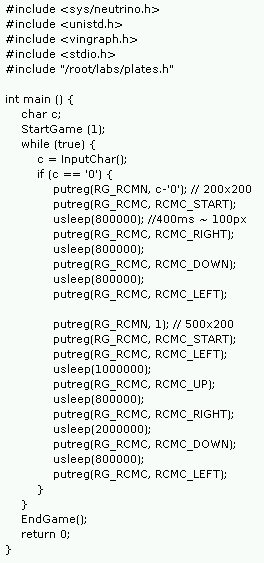 #include <sys/neutrino.h>
#include <unistd.h>
#include <vingraph.h>
#include <stdio.h>
#include "/root/labs/plates.h"

int main () {
    char c;
    StartGame (1);
    while (true) {
        c = InputChar();
        if (c == '0') {
            putreg(RG_RCMN, c-'0'); // 200x200
            putreg(RG_RCMC, RCMC_START);
            usleep(800000); //400ms ~ 100px
            putreg(RG_RCMC, RCMC_RIGHT);
            usleep(800000);
            putreg(RG_RCMC, RCMC_DOWN);
            usleep(800000);
            putreg(RG_RCMC, RCMC_LEFT);

            putreg(RG_RCMN, 1); // 500x200
            putreg(RG_RCMC, RCMC_START);
            putreg(RG_RCMC, RCMC_LEFT);
            usleep(1000000);
            putreg(RG_RCMC, RCMC_UP);
            usleep(800000);
            putreg(RG_RCMC, RCMC_RIGHT);
            usleep(2000000);
            putreg(RG_RCMC, RCMC_DOWN);
            usleep(800000);
            putreg(RG_RCMC, RCMC_LEFT);
        }
    }
    EndGame();
    return 0;
}